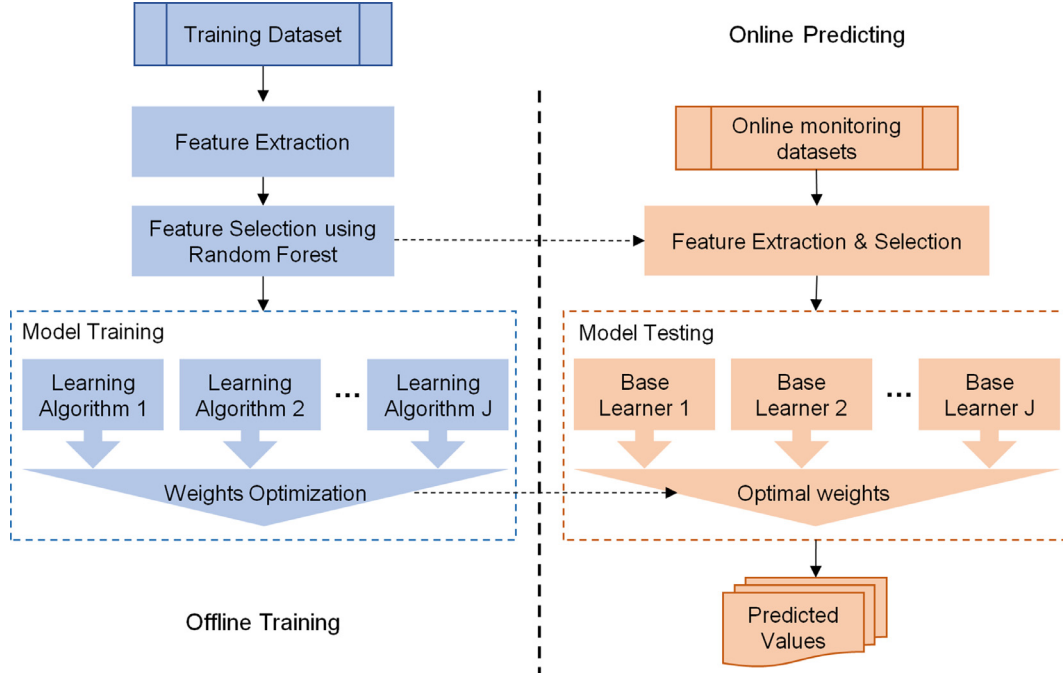 Training Dataset
Feature Extraction
Feature Selection using
Random Forest
Model Training
Learning
Algorithm 1
Learning
Algorithm 2
...
Learning
Algorithm J
Weights Optimization
Offline Training
Online Predicting
Online monitoring
datasets
Feature Extraction & Selection
Model Testing
Base
Learner 1
Base
Learner 2
...
Base
Learner J
Optimal weights
Predicted
Values